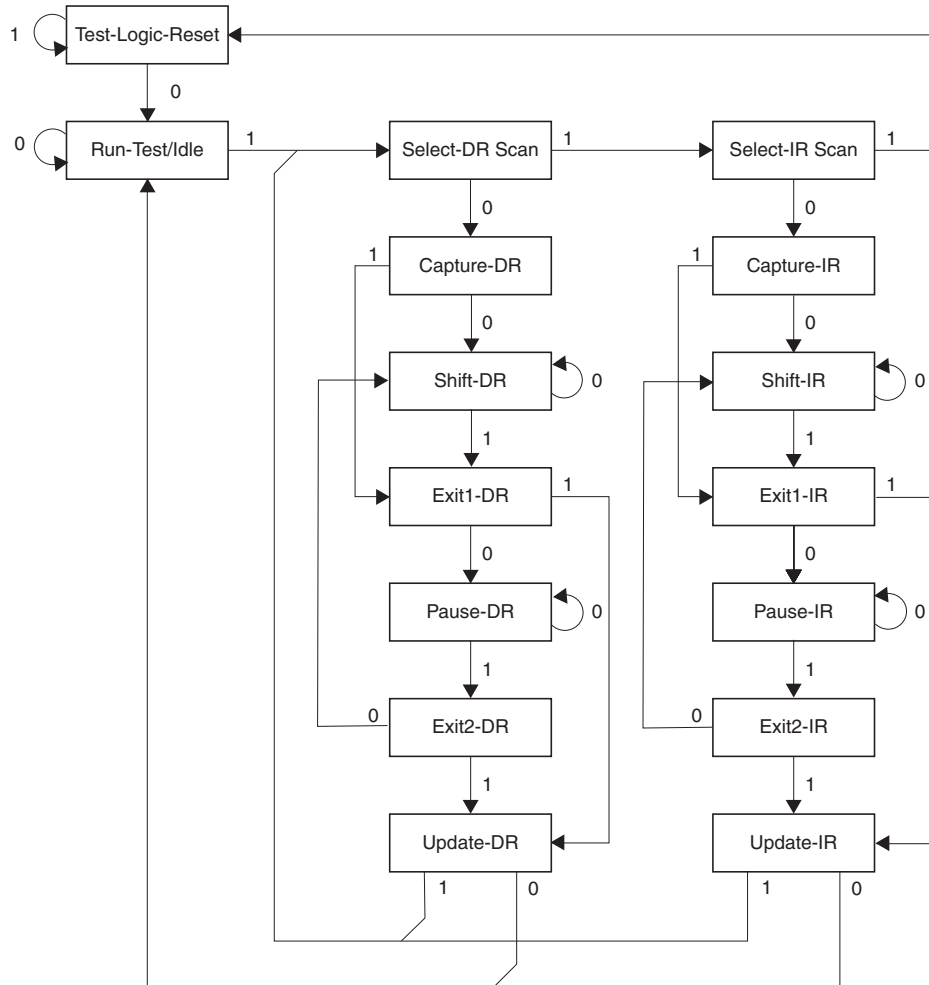 1 Test-Logic-Reset
0
0 Run-Test/Idle 1 Select-DR Scan 1 Select-IR Scan 1
0 0
1 Capture-DR 1 Capture-IR
0 0
Shift-DR 0 Shift-IR 0
1 1
Exit1-DR 1 Exit1-IR 1
0 0
Pause-DR 0 Pause-IR 0
1 1
0 Exit2-DR 0 Exit2-IR
1 1
Update-DR Update-IR
1 0 1 0